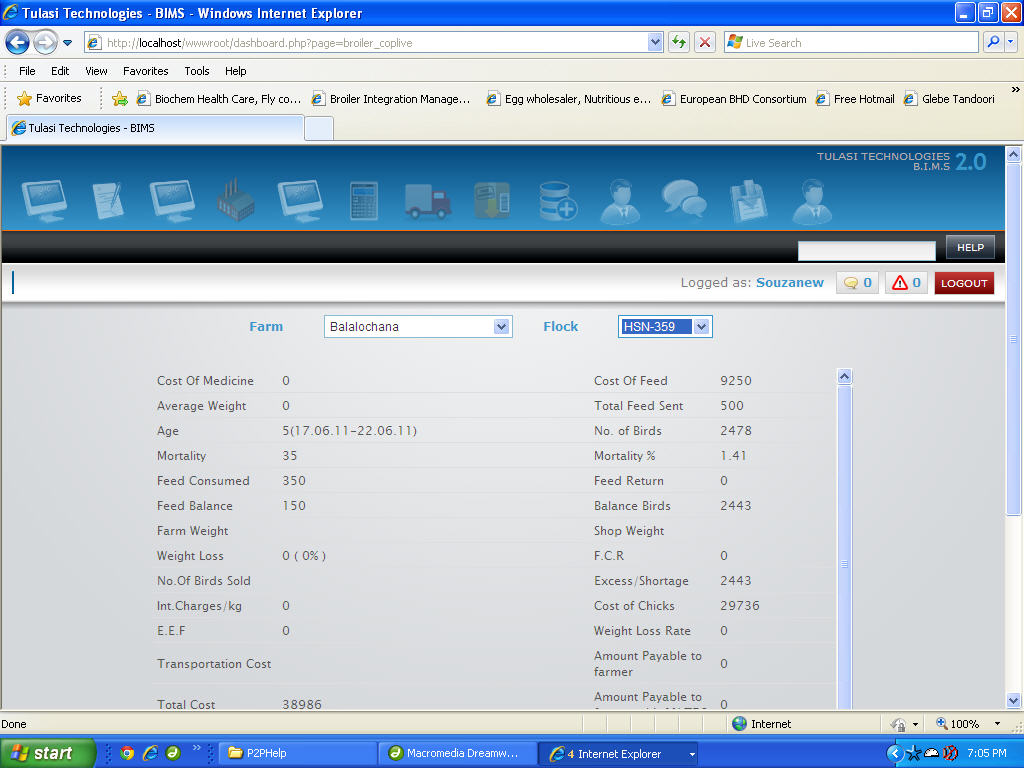 Tulasi Technologies - BIMS - Windows Internet Explorer
http://localhost/wwwroot/dashboard.php?page=broiler_coplive
Live Search
File Edit View Favorites Tools Help
Favorites Biochem Health Care, Fly co... Broiler Integration Manage... Egg wholesaler, Nutritious e... European BHD Consortium Free Hotmail Glebe Tandoori
Tulasi Technologies - BIMS
TULASI TECHNOLOGIES
B.I.M.S 2.0
HELP
Logged as: Souzanew 0 0 LOGOUT
Farm Balalochana Flock HSN-359
Cost Of Medicine 0 Cost Of Feed 9250
Average Weight 0 Total Feed Sent 500
Age 5(17.06.11-22.06.11) No. of Birds 2478
Mortality 35 Mortality % 1.41
Feed Consumed 350 Feed Return 0
Feed Balance 150 Balance Birds 2443
Farm Weight Shop Weight
Weight Loss 0 ( 0% ) F.C.R 0
No.Of Birds Sold Excess/Shortage 2443
Int.Charges/kg 0 Cost of Chicks 29736
E.E.F 0 Weight Loss Rate 0
Transportation Cost Amount Payable to
farmer 0
Total Cost 38986 Amount Payable to
0
Done Internet 100%
start P2PHelp Macromedia Dreamw... 4 Internet Explorer 7:05 PM